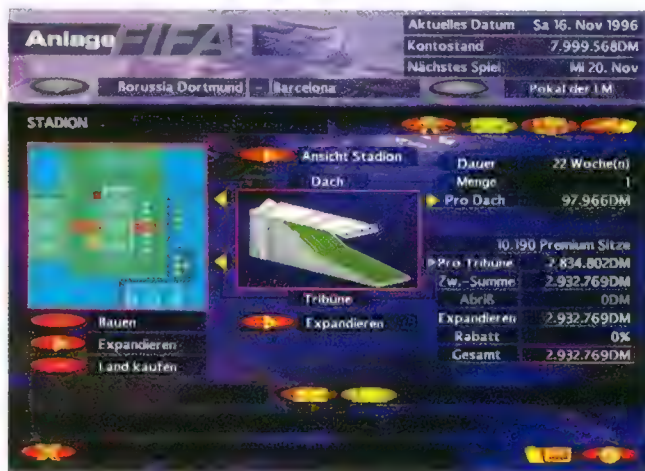 Anlage FIFA
Aktuelles Datum Sa 16. Nov 1996
Kontostand 7.999.568DM
Nächstes Spiel Mi 20. Nov
Borussia Dortmund - Barcelona Pokal der LM
STADION
Ansicht Stadion
Dach
Dauer 22 Woche(n)
Menge 1
Pro Dach 97.966DM
10.190 Premium Sitze
Pro Tribüne 2.834.802DM
Zw.-Summe 2.932.769DM
Abriß 0DM
Expandieren 2.932.769DM
Rabatt 0%
Gesamt 2.932.769DM
Tribüne
Expandieren
Bauen
Expandieren
Land kaufen